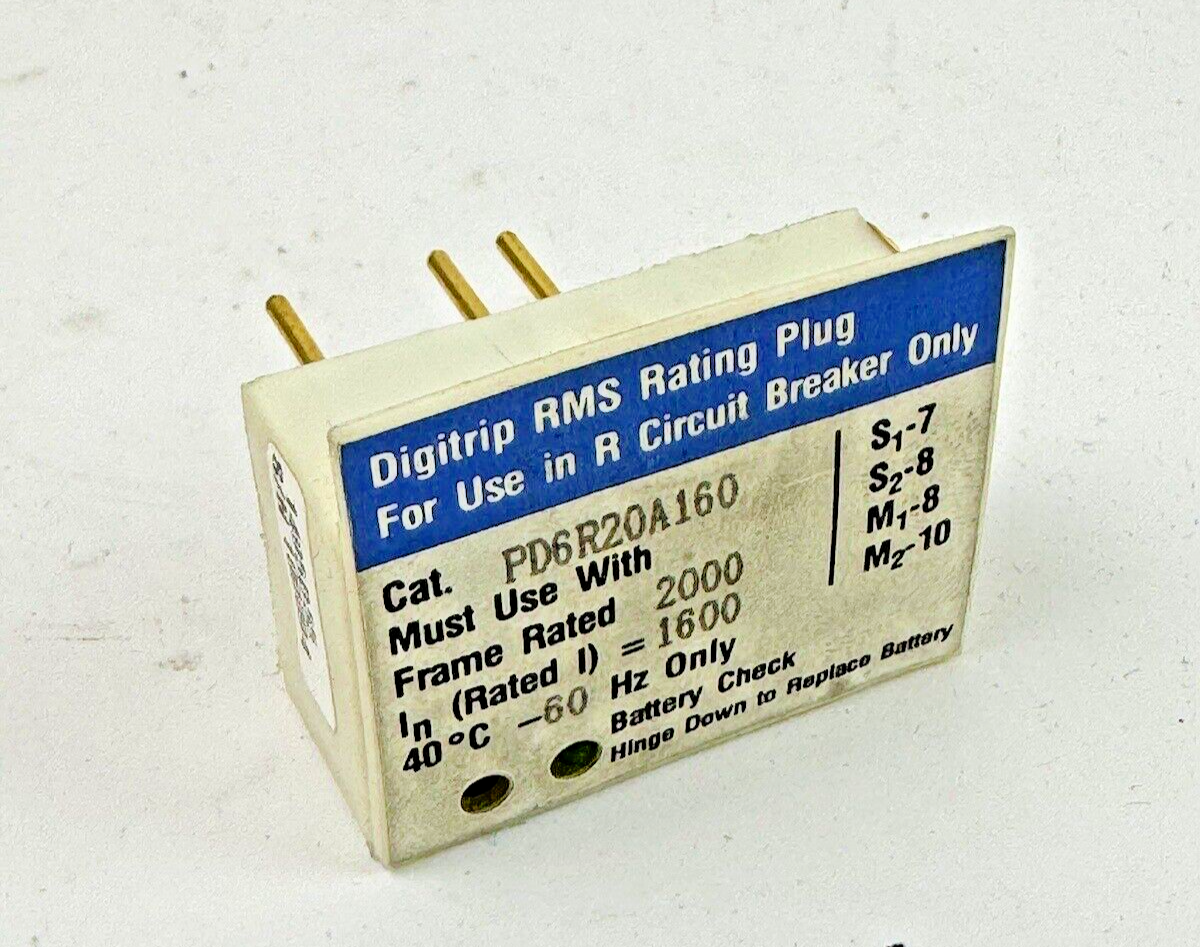 Digitrip RMS Rating Plug
For Use in R Circuit Breaker Only
Cat. PD6R20A160
Must Use With
Frame Rated 2000
In (Rated I) = 1600
40°C -60 Hz Only
Battery Check
Hinge Down to Replace Battery
S1-7
S2-8
M1-8
M2-10